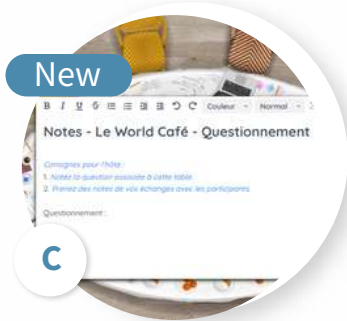 New
B I U S
Couleur
Normal
Notes - Le World Café - Questionnement
Consignes pour l'hôte :
1. Notez la question associée à cette table.
2. Prenez des notes de vos échanges avec les participants.
Questionnement :
C